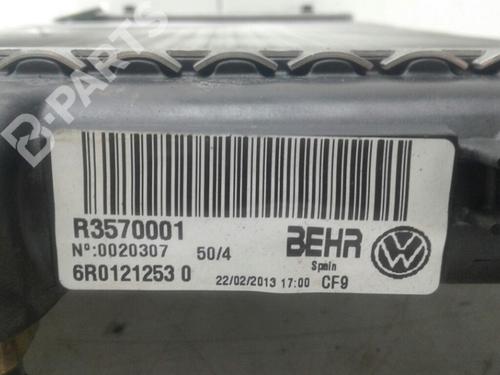 B-PARTS
R3570001
Nº:0020307 50/4
BEHR
Spain
6R0121253 0
22/02/2013 17:00 CF9